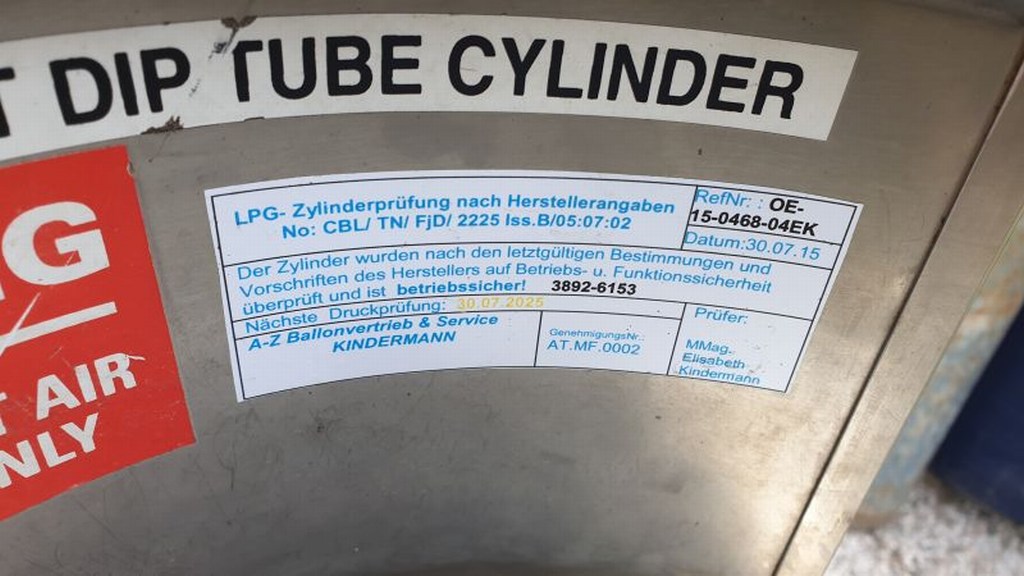 T DIP TUBE CYLINDER
G
T AIR
NLY
LPG- Zylinderprüfung nach Herstellerangaben
No: CBL/ TN/ FjD/ 2225 Iss.B/05:07:02
RefNr: : OE-
15-0468-04EK
Datum:30.07.15
Der Zylinder wurden nach den letztgültigen Bestimmungen und
Vorschriften des Herstellers auf Betriebs- u. Funktionssicherheit
überprüft und ist betriebssicher! 3892-6153
Nächste Druckprüfung: 30.07.2025
A-Z Ballonvertrieb & Service
KINDERMANN
GenehmigungsNr.:
AT.MF.0002
Prüfer:
MMag.
Elisabeth
Kindermann